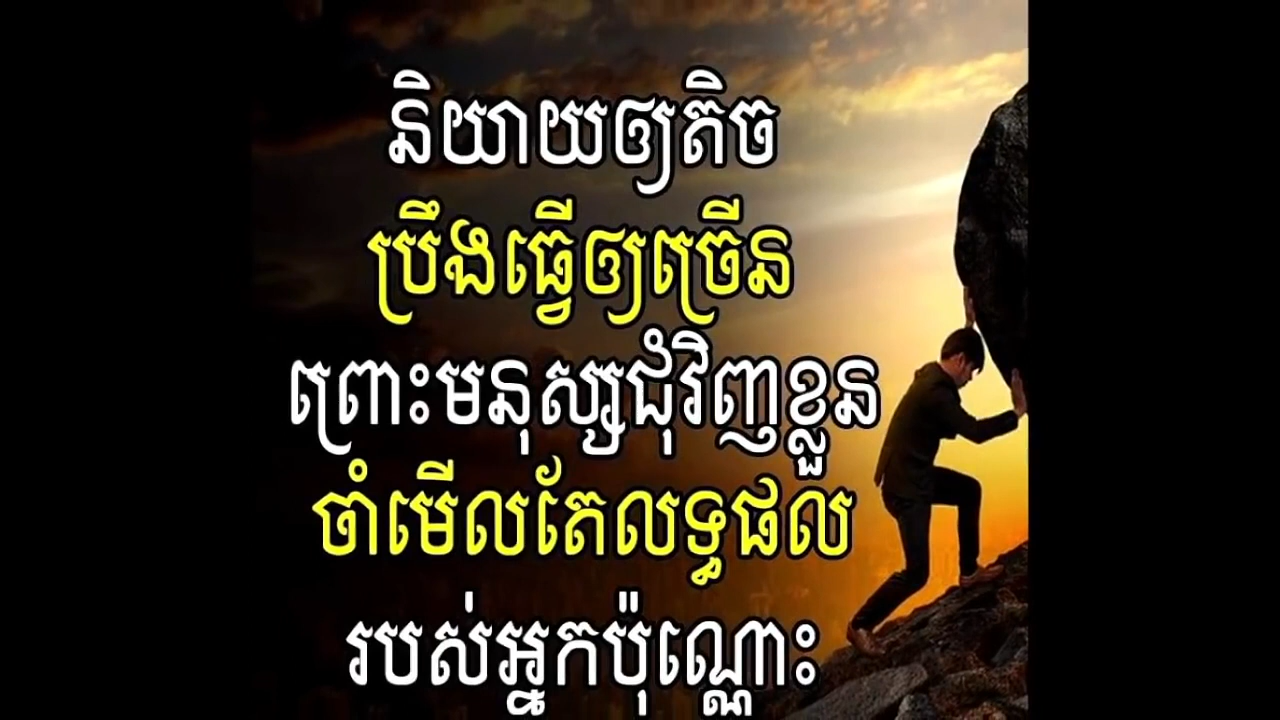 និយាយឲ្យតិច
ប្រឹងធ្វើឲ្យច្រើន
ព្រោះមនុស្សជុំវិញខ្លួន
ចាំមើលតែលទ្ធផល
របស់អ្នកប៉ុណ្ណោះ